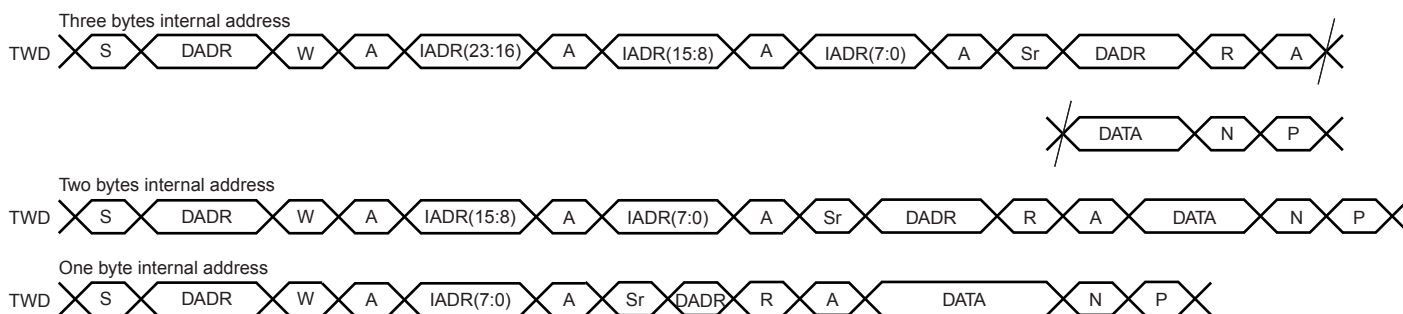 Three bytes internal address
TWD S DADR W A IADR(23:16) A IADR(15:8) A IADR(7:0) A Sr DADR R A
DATA N P
Two bytes internal address
TWD S DADR W A IADR(15:8) A IADR(7:0) A Sr DADR R A DATA N P
One byte internal address
TWD S DADR W A IADR(7:0) A Sr DADR R A DATA N P